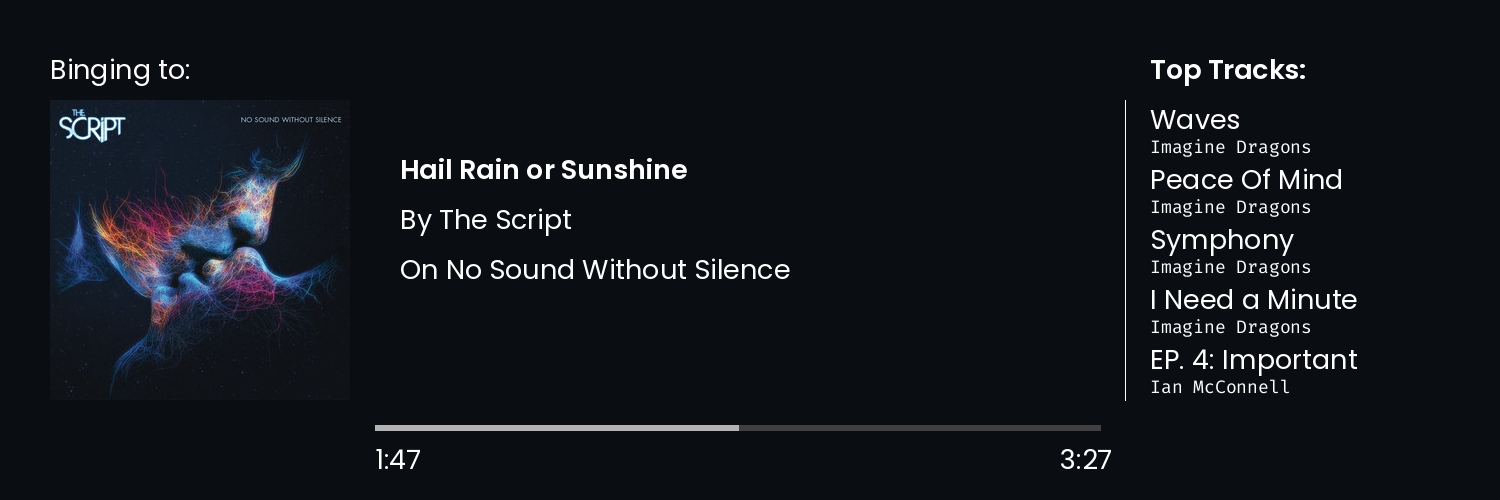 Binging to:
THE
SCRIPT
NO SOUND WITHOUT SILENCE
Hail Rain or Sunshine
By The Script
On No Sound Without Silence
1:47
3:27
Top Tracks:
Waves
Imagine Dragons
Peace Of Mind
Imagine Dragons
Symphony
Imagine Dragons
I Need a Minute
Imagine Dragons
EP. 4: Important
Ian McConnell